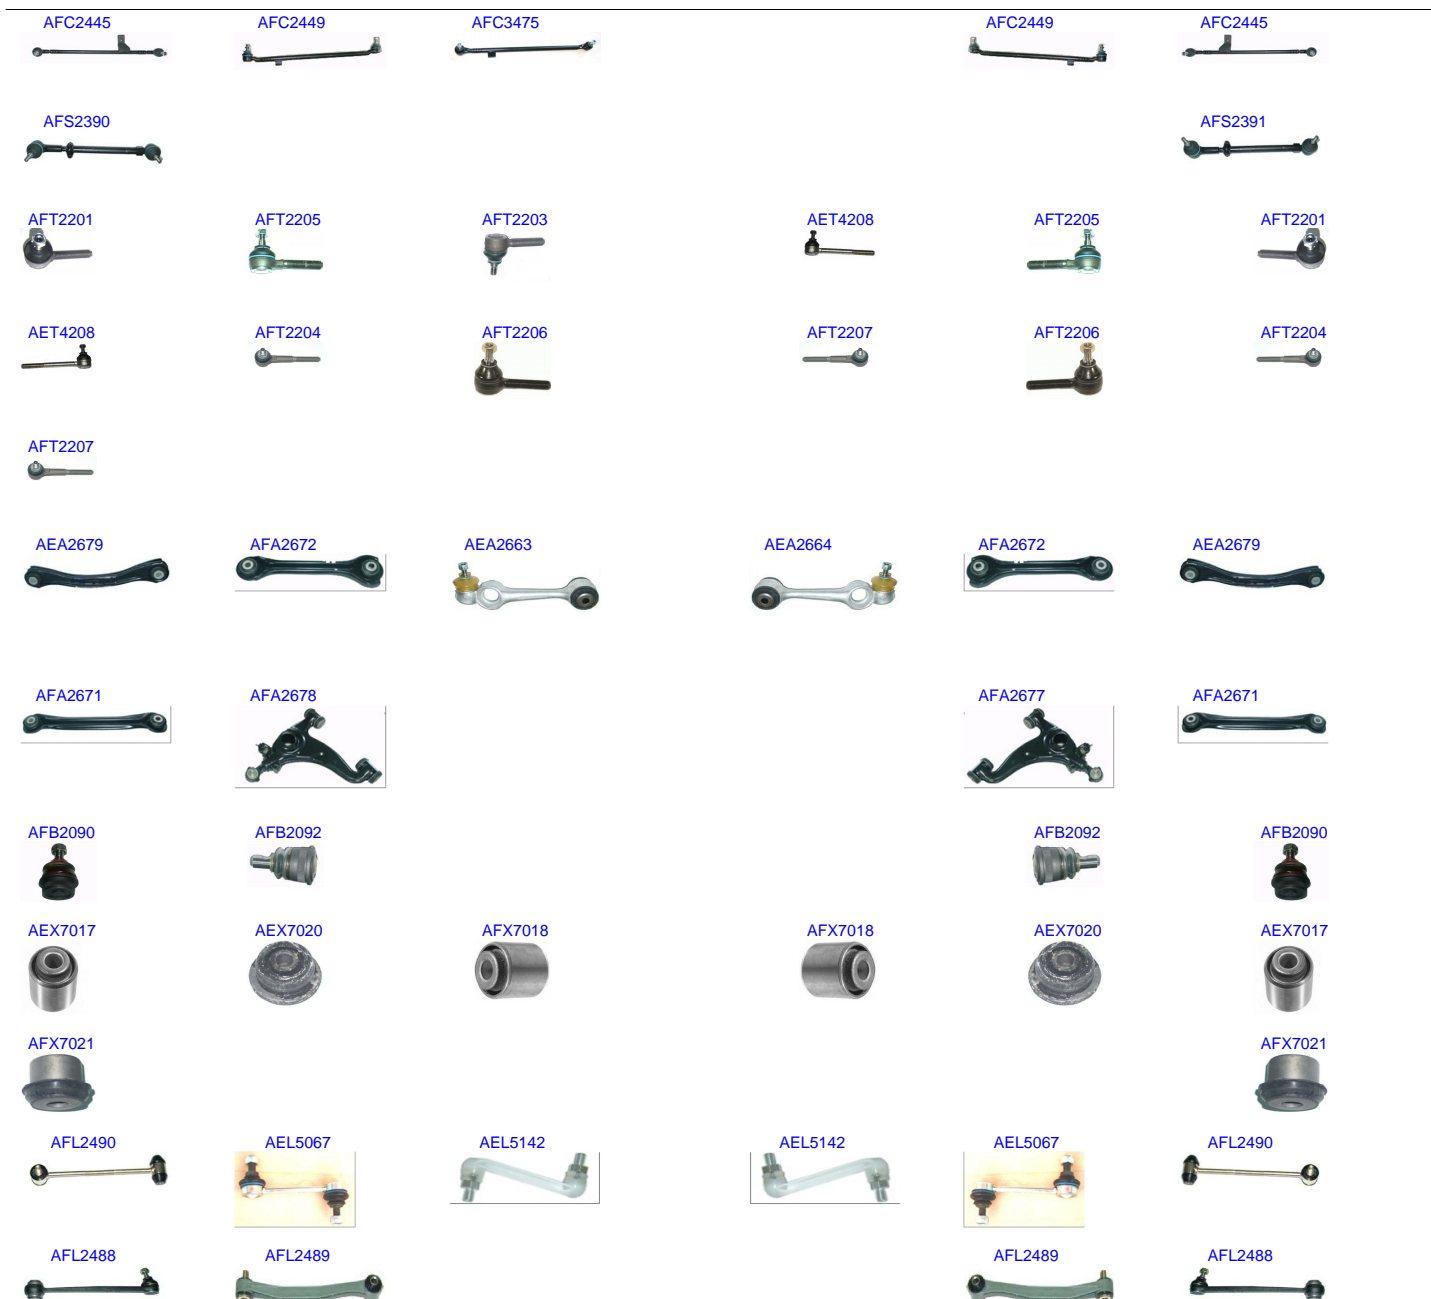 AFC2445 AFC2449 AFC3475 AFC2449 AFC2445
AFS2390 AFS2391
AFT2201 AFT2205 AFT2203 AET4208 AFT2205 AFT2201
AET4208 AFT2204 AFT2206 AFT2207 AFT2206 AFT2204
AFT2207
AEA2679 AFA2672 AEA2663 AEA2664 AFA2672 AEA2679
AFA2671 AFA2678 AFA2677 AFA2671
AFB2090 AFB2092 AFB2092 AFB2090
AEX7017 AEX7020 AFX7018 AFX7018 AEX7020 AEX7017
AFX7021 AFX7021
AFL2490 AEL5067 AEL5142 AEL5142 AEL5067 AFL2490
AFL2488 AFL2489 AFL2489 AFL2488